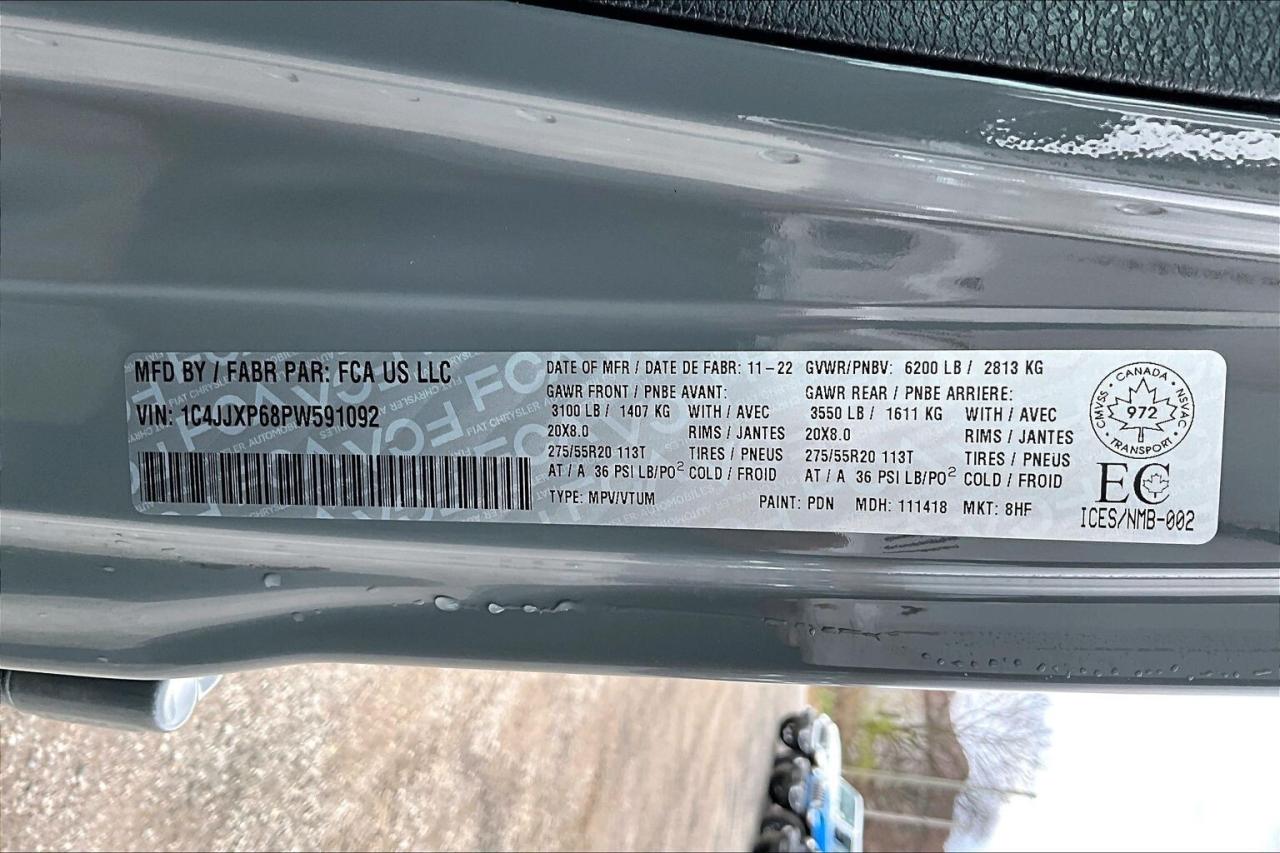 MFD BY / FABR PAR: FCA US LLC
VIN: 1C4JJXP68PW591092
DATE OF MFR / DATE DE FABR: 11-22 GVWR/PNBV: 6200 LB / 2813 KG
GAWR FRONT / PNBE AVANT: GAWR REAR / PNBE ARRIERE:
3100 LB / 1407 KG WITH / AVEC 3550 LB / 1611 KG WITH / AVEC
20X8.0 RIMS / JANTES 20X8.0 RIMS / JANTES
275/55R20 113T TIRES / PNEUS 275/55R20 113T TIRES / PNEUS
AT / A 36 PSI LB/PO² COLD / FROID AT / A 36 PSI LB/PO² COLD / FROID
TYPE: MPV/VTUM PAINT: PDN MDH: 111418 MKT: 8HF
CMVSS · CANADA · NSVAC
972
TRANSPORT
EC
ICES/NMB-002